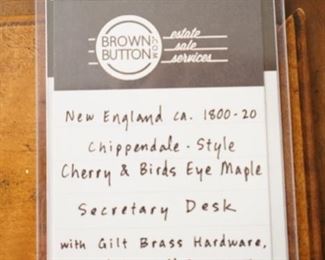 BROWN BUTTON .COM
estate
sale
services
New England ca. 1800-20
Chippendale-Style
Cherry & Birds Eye Maple
Secretary Desk
with Gilt Brass Hardware,